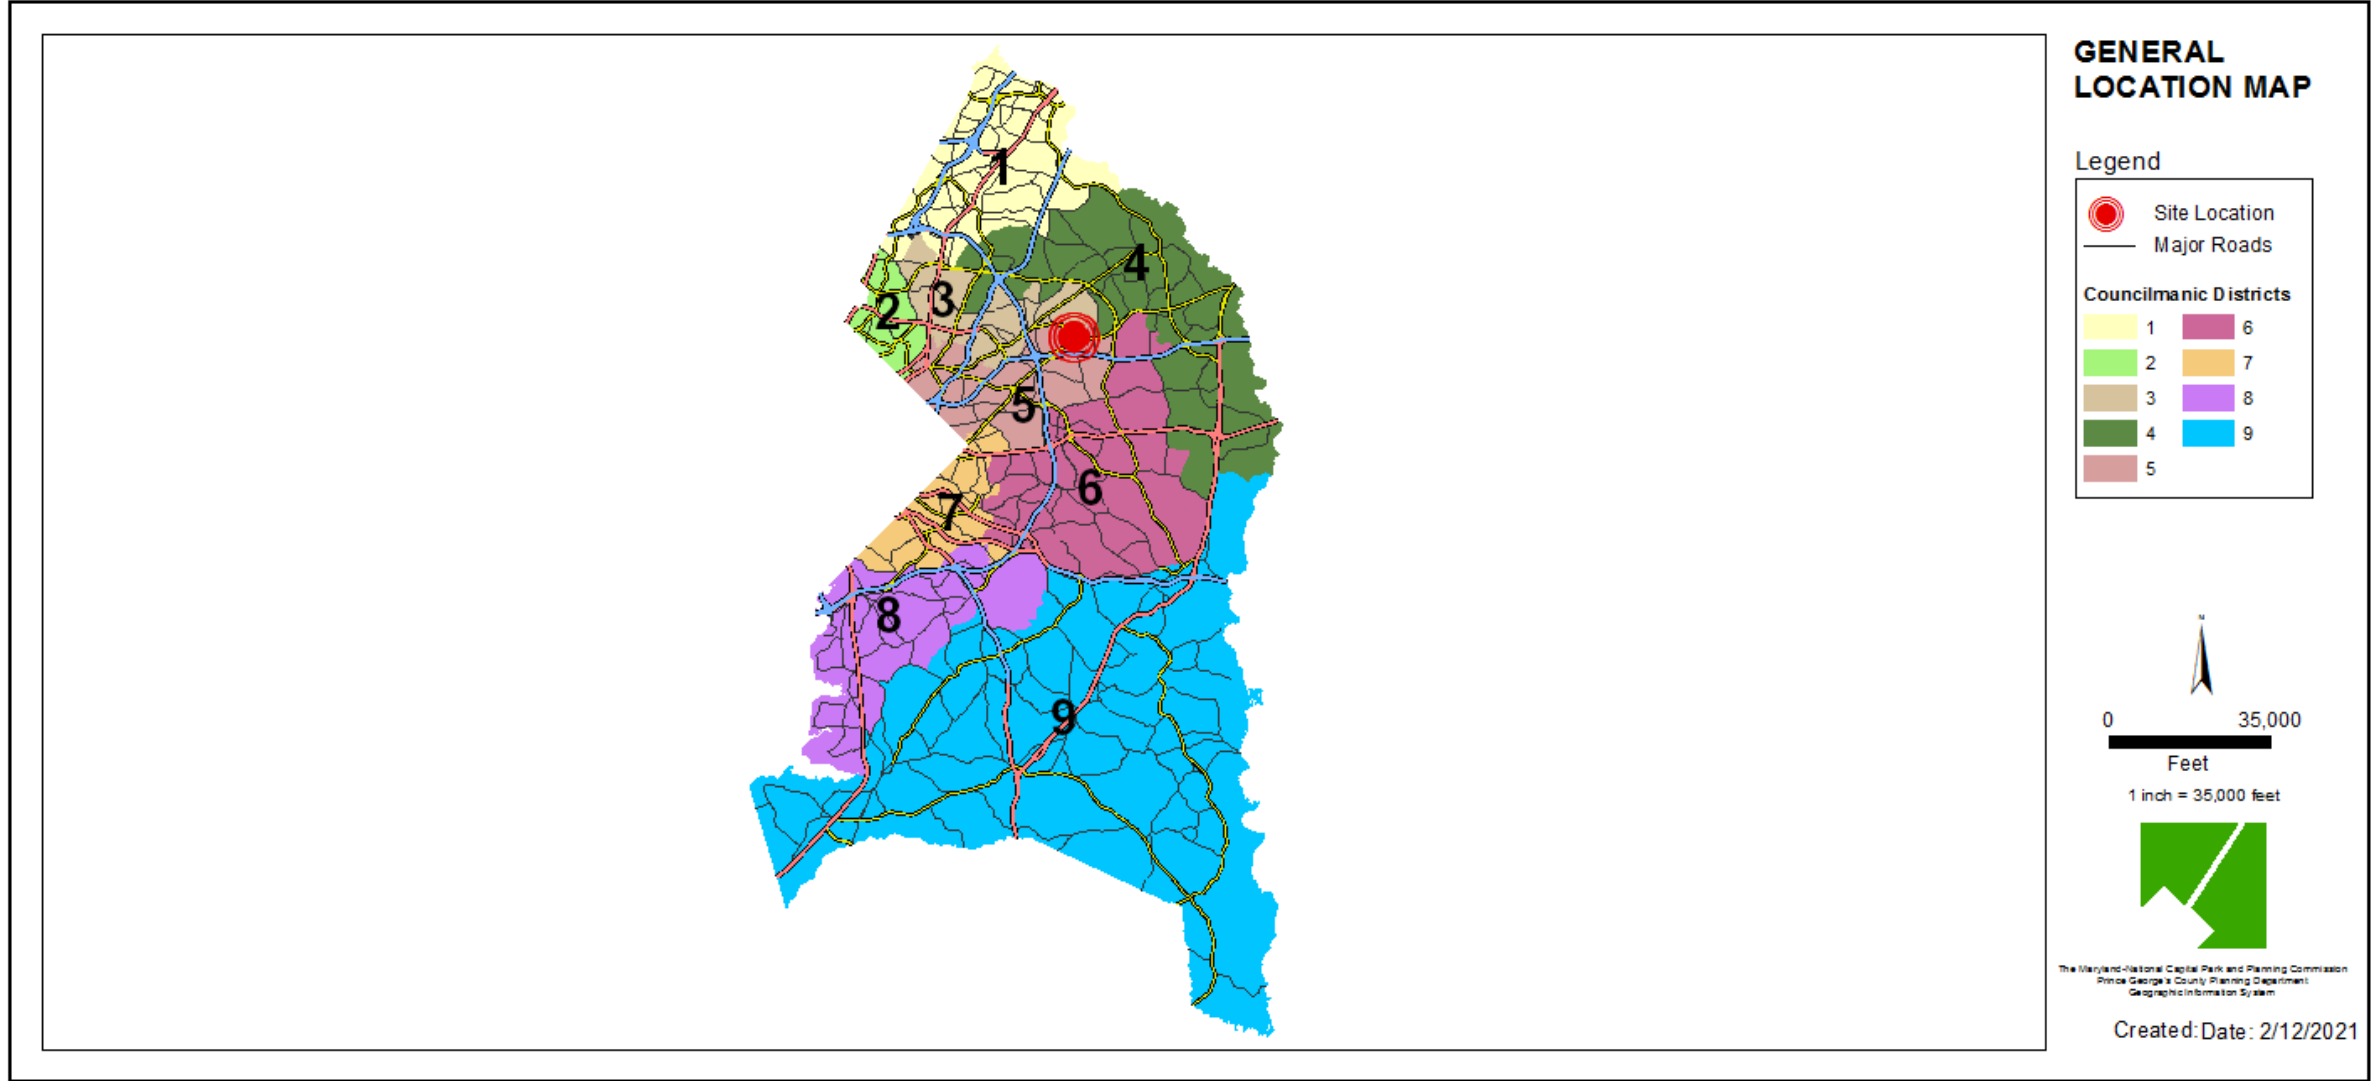 GENERAL
LOCATION MAP
Legend
Site Location
Major Roads
Councilmanic Districts
1 6
2 7
3 8
4 9
5
1
4
2
3
5
6
7
8
9
N
0 35,000
Feet
1 inch = 35,000 feet
The Maryland-National Capital Park and Planning Commission
Prince George's County Planning Department
Geographic Information System
Created: Date: 2/12/2021